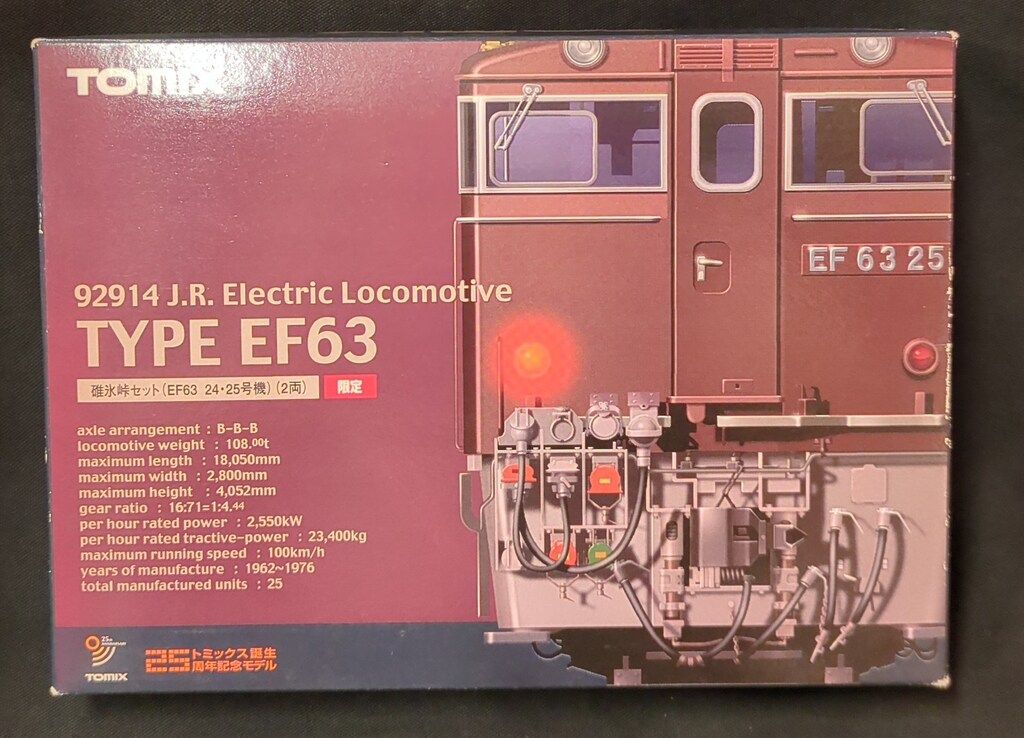 TOMIX
EF 63 25
92914 J.R. Electric Locomotive
TYPE EF63
碓氷峠セット(EF63 24・25号機)(2両) 限定
axle arrangement : B-B-B
locomotive weight : 108.00t
maximum length : 18,050mm
maximum width : 2,800mm
maximum height : 4,052mm
gear ratio : 16:71=1:4.44
per hour rated power : 2,550kW
per hour rated tractive-power : 23,400kg
maximum running speed : 100km/h
years of manufacture : 1962~1976
total manufactured units : 25
25th
ANNIVERSARY
TOMIX
25 トミックス誕生
周年記念モデル